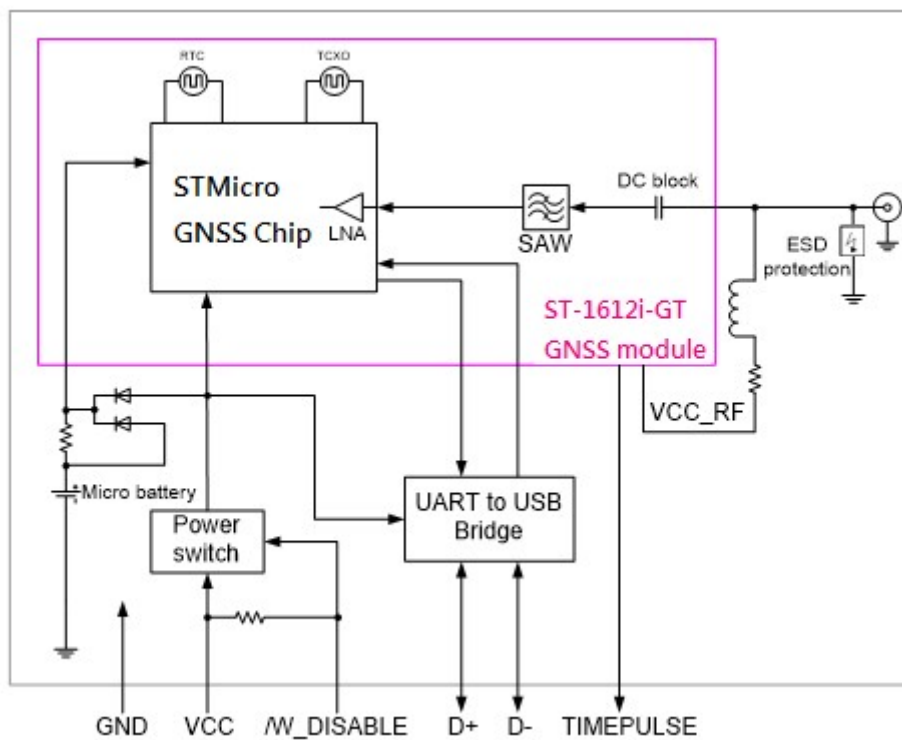 RTC
TCXO
STMicro
GNSS Chip
LNA
SAW
DC block
ESD
protection
ST-1612i-GT
GNSS module
VCC_RF
Micro battery
Power
switch
UART to USB
Bridge
GND
VCC
/W_DISABLE
D+
D-
TIMEPULSE